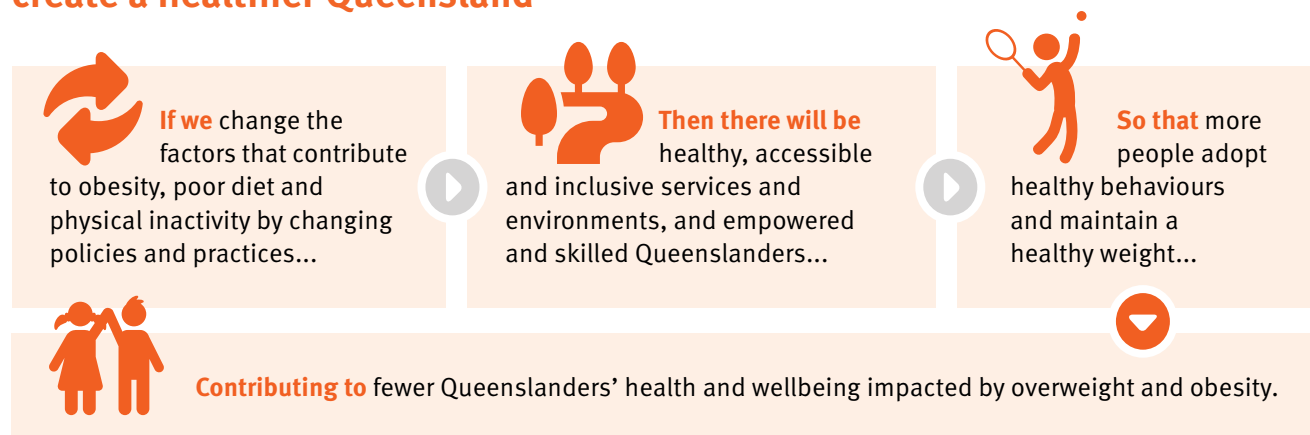 create a healthier Queensland
If we change the
factors that contribute
to obesity, poor diet and
physical inactivity by changing
policies and practices...
Then there will be
healthy, accessible
and inclusive services and
environments, and empowered
and skilled Queenslanders...
So that more
people adopt
healthy behaviours
and maintain a
healthy weight...
Contributing to fewer Queenslanders’ health and wellbeing impacted by overweight and obesity.